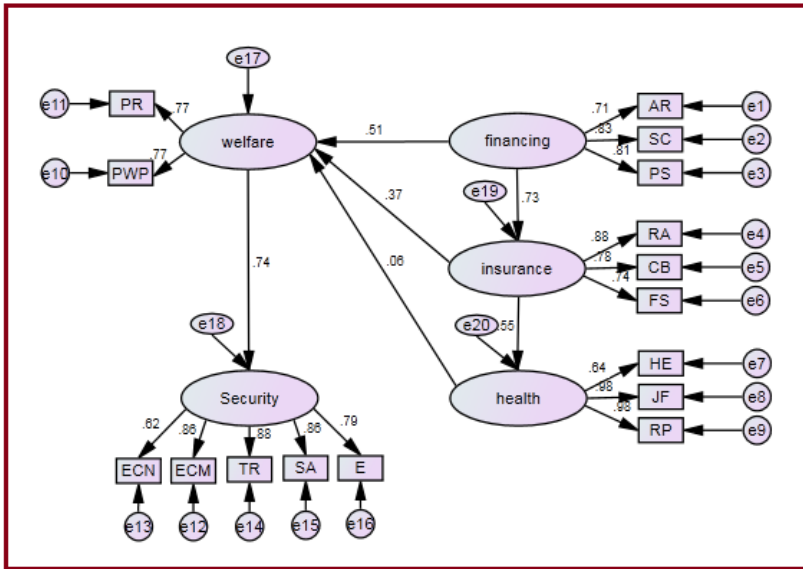 e17
e11
PR
.77
welfare
.51
financing
.71
AR
e1
.83
SC
e2
.81
PS
e3
e10
PWP
.77
.37
e19
.73
.06
insurance
.88
RA
e4
.78
CB
e5
.74
FS
e6
.74
e18
e20
.55
Security
health
.64
HE
e7
.98
JF
e8
.98
RP
e9
.62
.86
.88
.86
.79
ECN
ECM
TR
SA
E
e13
e12
e14
e15
e16